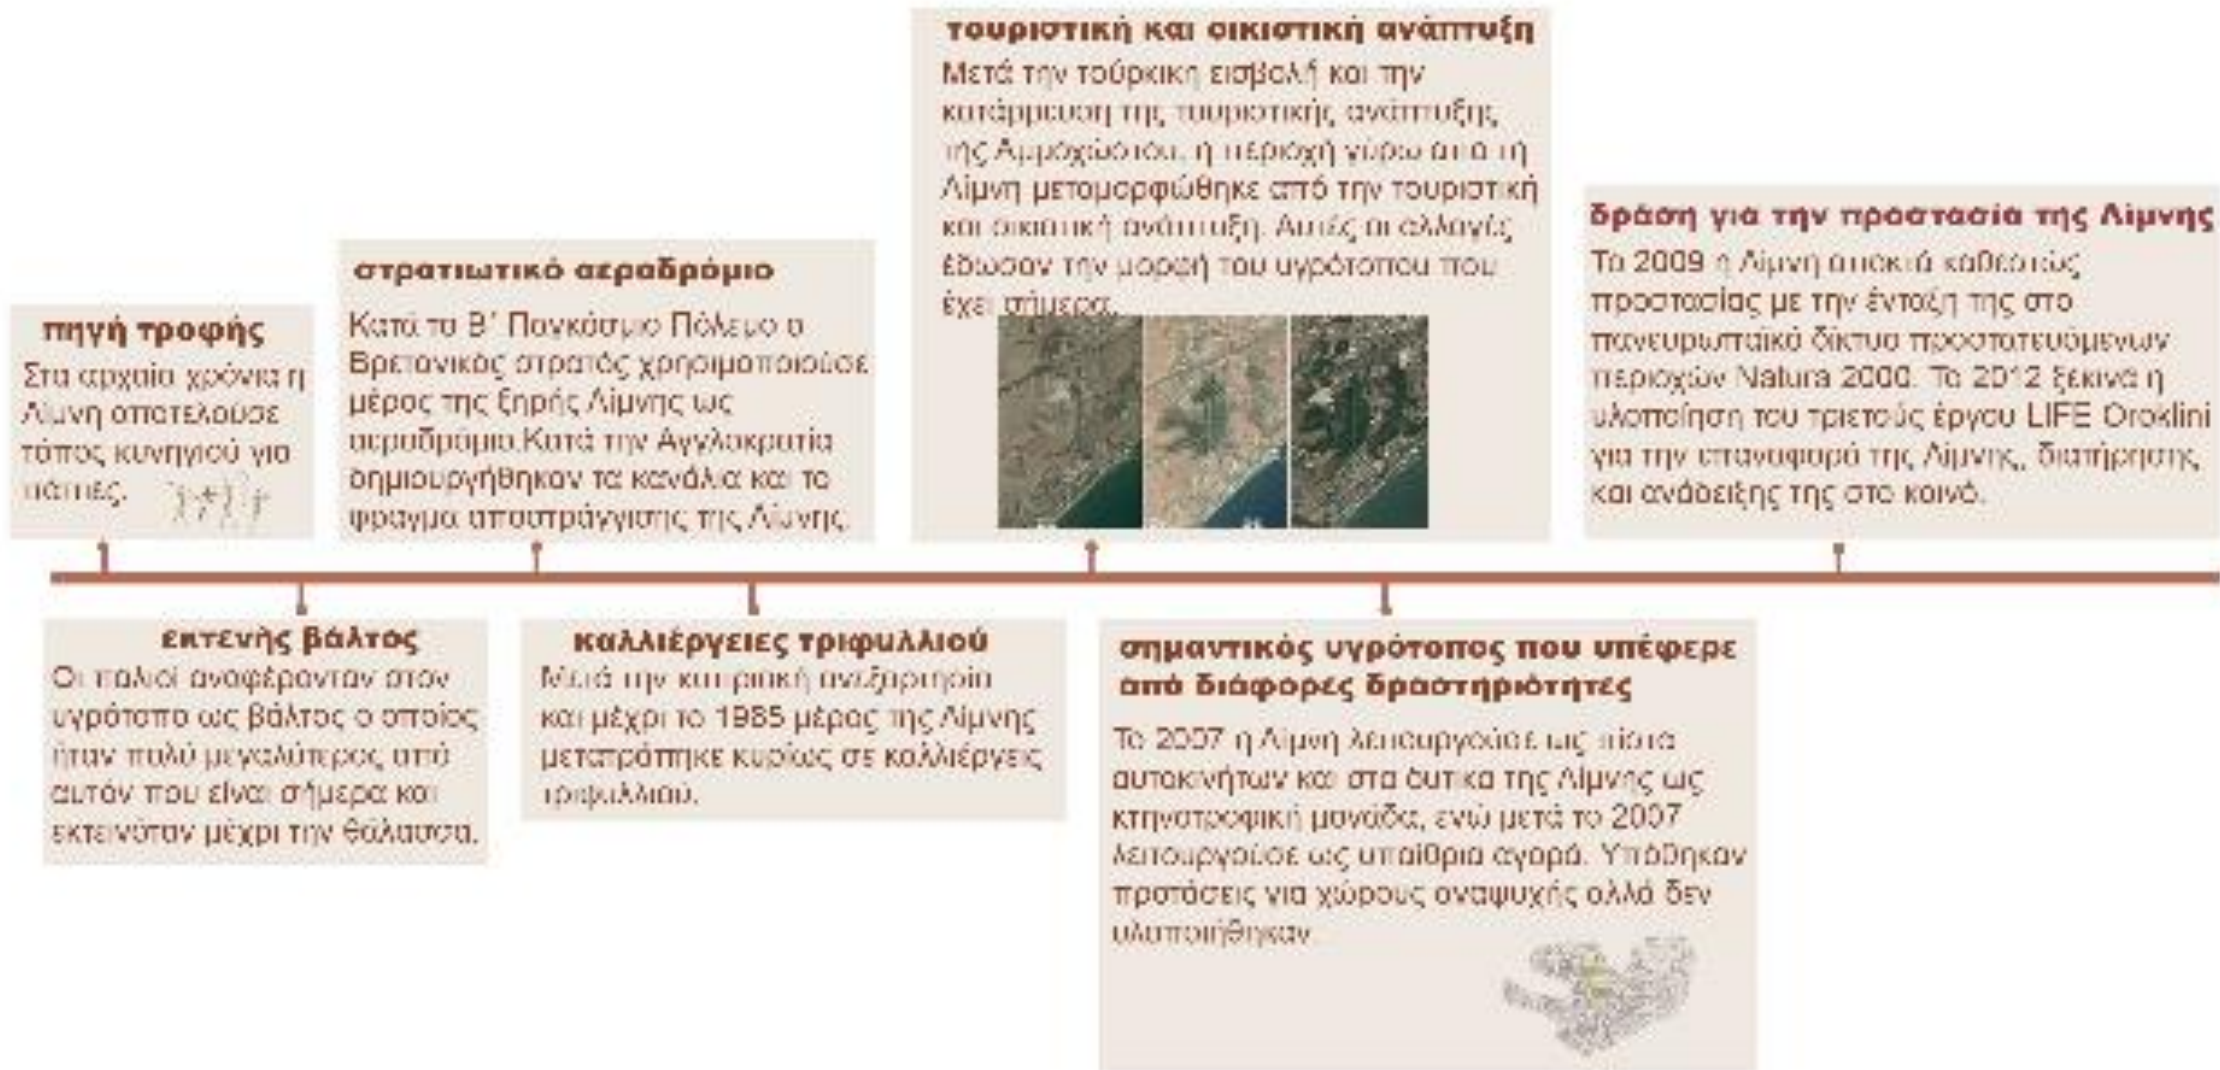 πηγή τροφής
Στα αρχαία χρόνια η
Λίμνη αποτελούσε
τόπος κυνηγιού για
πάπιες.
εκτενής βάλτος
Οι παλιοί αναφέρονταν στον
υγρότοπο ως βάλτος ο οποίος
ήταν πολύ μεγαλύτερος από
αυτόν που είναι σήμερα και
εκτεινόταν μέχρι την θάλασσα.
στρατιωτικό αεροδρόμιο
Κατά το Β΄ Παγκόσμιο Πόλεμο ο
Βρετανικός στρατός χρησιμοποιούσε
μέρος της ξηρής Λίμνης ως
αεροδρόμιο.Κατά την Αγγλοκρατία
δημιουργήθηκαν τα κανάλια και το
φράγμα αποστράγγισης της Λίμνης.
καλλιέργειες τριφυλλιού
Μετά την κυπριακή ανεξαρτησία
και μέχρι το 1985 μέρος της Λίμνης
μετατράπηκε κυρίως σε καλλιέργεις
τριφυλλιού.
τουριστική και οικιστική ανάπτυξη
Μετά την τούρκικη εισβολή και την
κατάρρευση της τουριστικής ανάπτυξης
της Αμμοχώστου, η περιοχή γύρω από τη
Λίμνη μεταμορφώθηκε από την τουριστική
και οικιστική ανάπτυξη. Αυτές οι αλλαγές
έδωσαν την μορφή του υγρότοπου που
έχει σήμερα.
σημαντικός υγρότοπος που υπέφερε
από διάφορες δραστηριότητες
Το 2007 η Λίμνη λειτουργούσε ως πίστα
αυτοκινήτων και στα δυτικά της Λίμνης ως
κτηνοτροφική μονάδα, ενώ μετά το 2007
λειτουργούσε ως υπαίθρια αγορά. Υπόθηκαν
προτάσεις για χώρους αναψυχής αλλά δεν
υλοποιήθηκαν.
δράση για την προστασία της Λίμνης
Το 2009 η Λίμνη αποκτά καθεστώς
προστασίας με την ένταξη της στο
πανευρωπαϊκό δίκτυο προστατευόμενων
περιοχών Natura 2000. Το 2012 ξεκινά η
υλοποίηση του τριετούς έργου LIFE Oroklini
για την επαναφορά της Λίμνης, διατήρησης,
και ανάδειξης της στο κοινό.